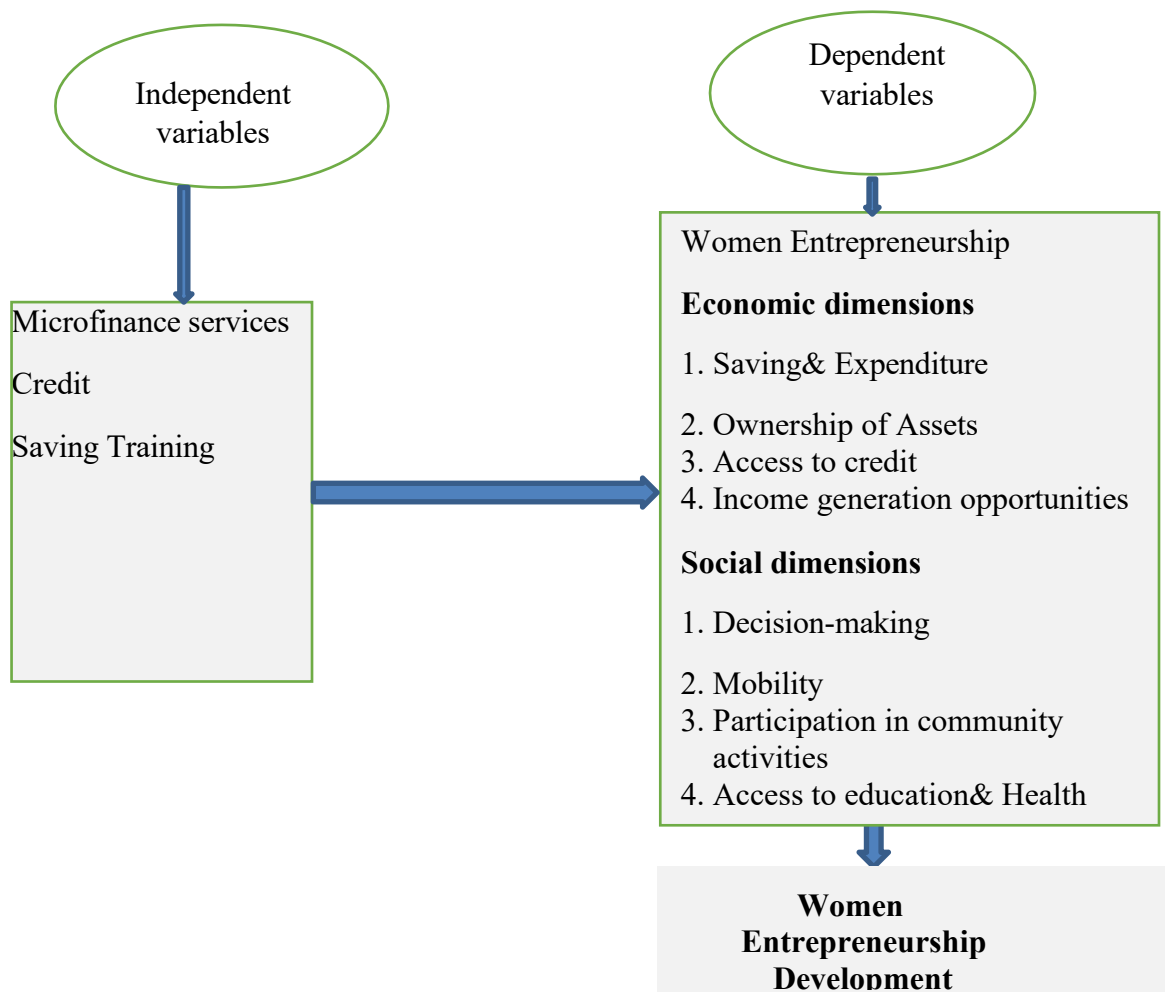 Independent
variables
Dependent
variables
Microfinance services
Credit
Saving Training
Women Entrepreneurship
Economic dimensions
1. Saving& Expenditure
2. Ownership of Assets
3. Access to credit
4. Income generation opportunities
Social dimensions
1. Decision-making
2. Mobility
3. Participation in community
activities
4. Access to education& Health
Women
Entrepreneurship
Development